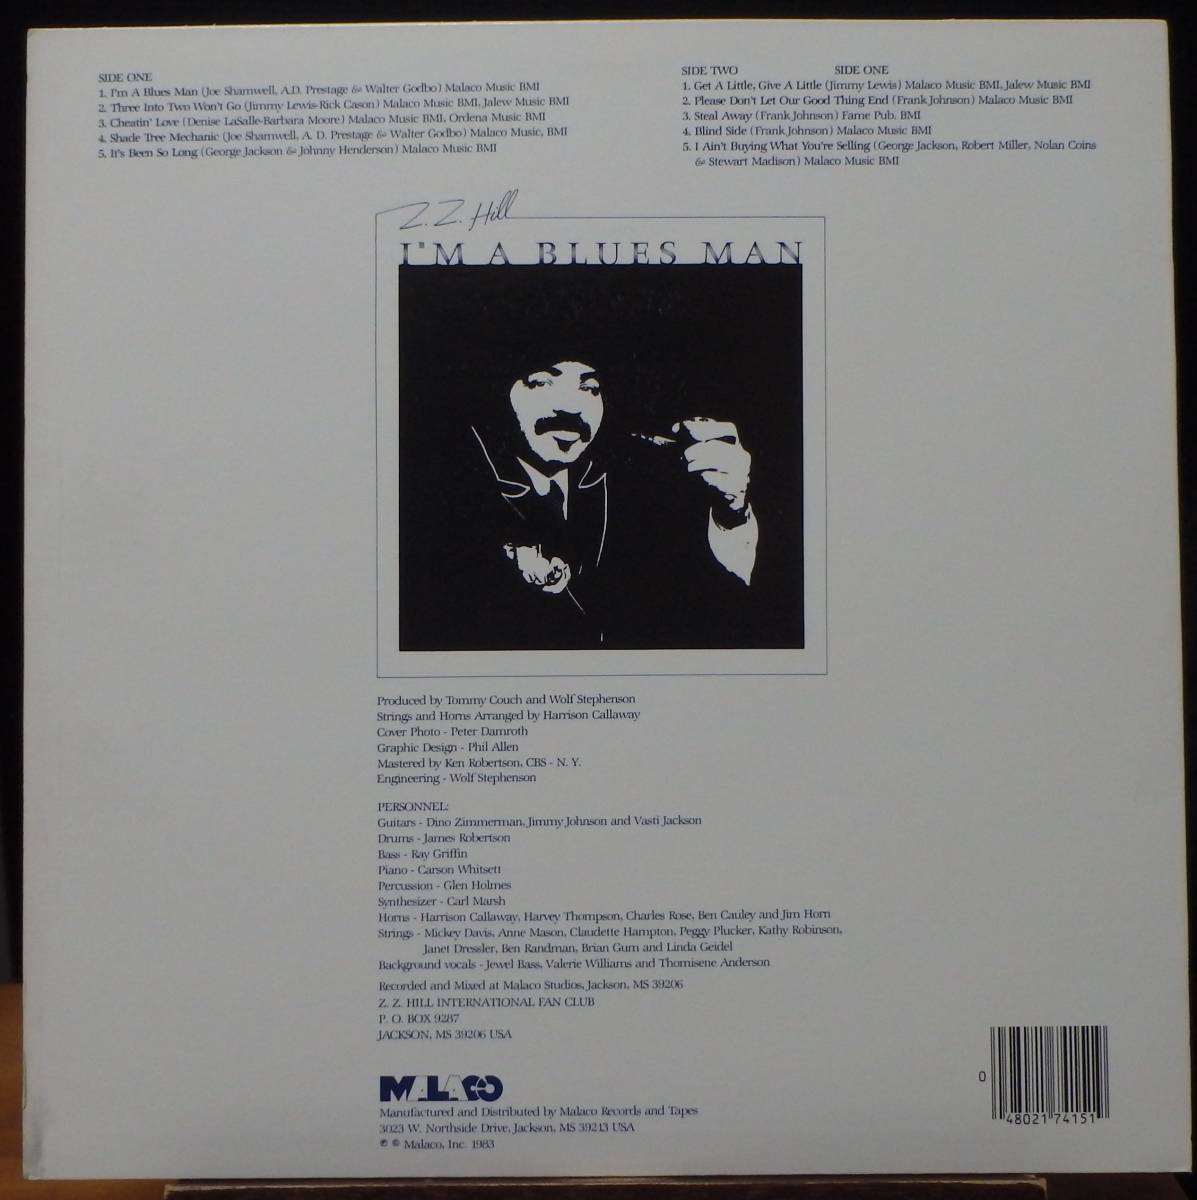 SIDE ONE
1. I'm A Blues Man (Joe Shamwell, A.D. Prestage & Walter Godbo) Malaco Music BMI
2. Three Into Two Won't Go (Jimmy Lewis-Rick Cason) Malaco Music BMI, Jalew Music BMI
3. Cheatin' Love (Denise LaSalle-Barbara Moore) Malaco Music BMI, Ordena Music BMI
4. Shade Tree Mechanic (Joe Shamwell, A. D. Prestage & Walter Godbo) Malaco Music, BMI
5. It's Been So Long (George Jackson & Johnny Henderson) Malaco Music BMI
SIDE TWO SIDE ONE
1. Get A Little, Give A Little (Jimmy Lewis) Malaco Music BMI, Jalew Music BMI
2. Please Don't Let Our Good Thing End (Frank Johnson) Malaco Music BMI
3. Steal Away (Frank Johnson) Fame Pub. BMI
4. Blind Side (Frank Johnson) Malaco Music BMI
5. I Ain't Buying What You're Selling (George Jackson, Robert Miller, Nolan Coins
& Stewart Madison) Malaco Music BMI
Z.Z. Hill
I'M A BLUES MAN
Produced by Tommy Couch and Wolf Stephenson
Strings and Horns Arranged by Harrison Callaway
Cover Photo - Peter Damroth
Graphic Design - Phil Allen
Mastered by Ken Robertson, CBS - N. Y.
Engineering - Wolf Stephenson
PERSONNEL:
Guitars - Dino Zimmerman, Jimmy Johnson and Vasti Jackson
Drums - James Robertson
Bass - Ray Griffin
Piano - Carson Whitsett
Percussion - Glen Holmes
Synthesizer - Carl Marsh
Horns - Harrison Callaway, Harvey Thompson, Charles Rose, Ben Cauley and Jim Horn
Strings - Mickey Davis, Anne Mason, Claudette Hampton, Peggy Plucker, Kathy Robinson,
Janet Dressler, Ben Randman, Brian Gum and Linda Geidel
Background vocals - Jewel Bass, Valerie Williams and Thomisene Anderson
Recorded and Mixed at Malaco Studios, Jackson, MS 39206
Z. Z. HILL INTERNATIONAL FAN CLUB
P. O. BOX 9287
JACKSON, MS 39206 USA
MALACO
Manufactured and Distributed by Malaco Records and Tapes
3023 W. Northside Drive, Jackson, MS 39213 USA
℗ © Malaco, Inc. 1983
0 48021 74151